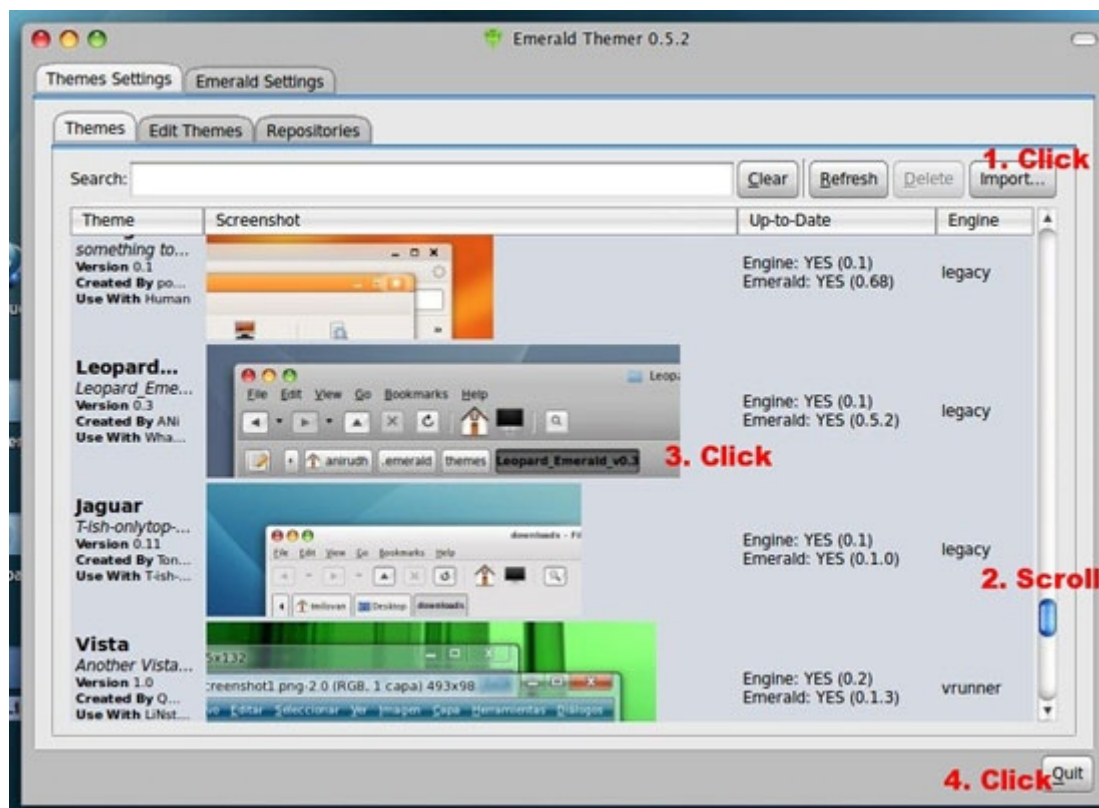 Emerald Themer 0.5.2
Themes Settings
Emerald Settings
Themes
Edit Themes
Repositories
1. Click
Search:
Clear
Refresh
Delete
Import...
Theme
Screenshot
Up-to-Date
Engine
something to...
Version 0.1
Created By po...
Use With Human
Engine: YES (0.1)
Emerald: YES (0.68)
legacy
Leopard...
Leopard_Eme...
Version 0.3
Created By ANi
Use With Wha...
Leop
File Edit View Go Bookmarks Help
anirudh .emerald themes Leopard_Emerald_v0.3
Engine: YES (0.1)
Emerald: YES (0.5.2)
legacy
3. Click
Jaguar
T-ish-onlytop-...
Version 0.11
Created By Ton...
Use With T-ish-...
downloads - Fi
File Edit View Go Bookmarks Help
tmilovan Desktop downloads
Engine: YES (0.1)
Emerald: YES (0.1.0)
legacy
2. Scroll
Vista
Another Vista...
Version 1.0
Created By Q...
Use With LiNst...
5x132
creenshot1.png-2.0 (RGB, 1 capa) 493x98
vo Editar Seleccionar Ver Imagen Capa Herramientas Diálogos
Engine: YES (0.2)
Emerald: YES (0.1.3)
vrunner
4. Click
Quit